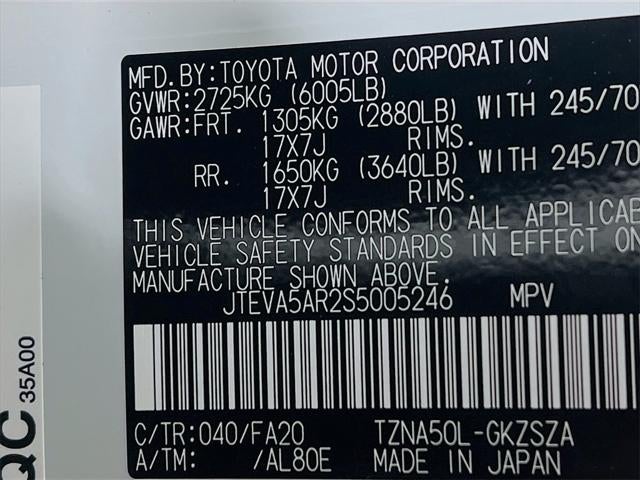 MFD.BY:TOYOTA MOTOR CORPORATION
GVWR:2725KG (6005LB)
GAWR:FRT. 1305KG (2880LB) WITH 245/70
17X7J RIMS.
RR. 1650KG (3640LB) WITH 245/70
17X7J RIMS.
THIS VEHICLE CONFORMS TO ALL APPLICAB
VEHICLE SAFETY STANDARDS IN EFFECT ON
MANUFACTURE SHOWN ABOVE.
JTEVA5AR2S5005246 MPV
C/TR:040/FA20 TZNA50L-GKZSZA
A/TM: /AL80E MADE IN JAPAN
QC
35A00